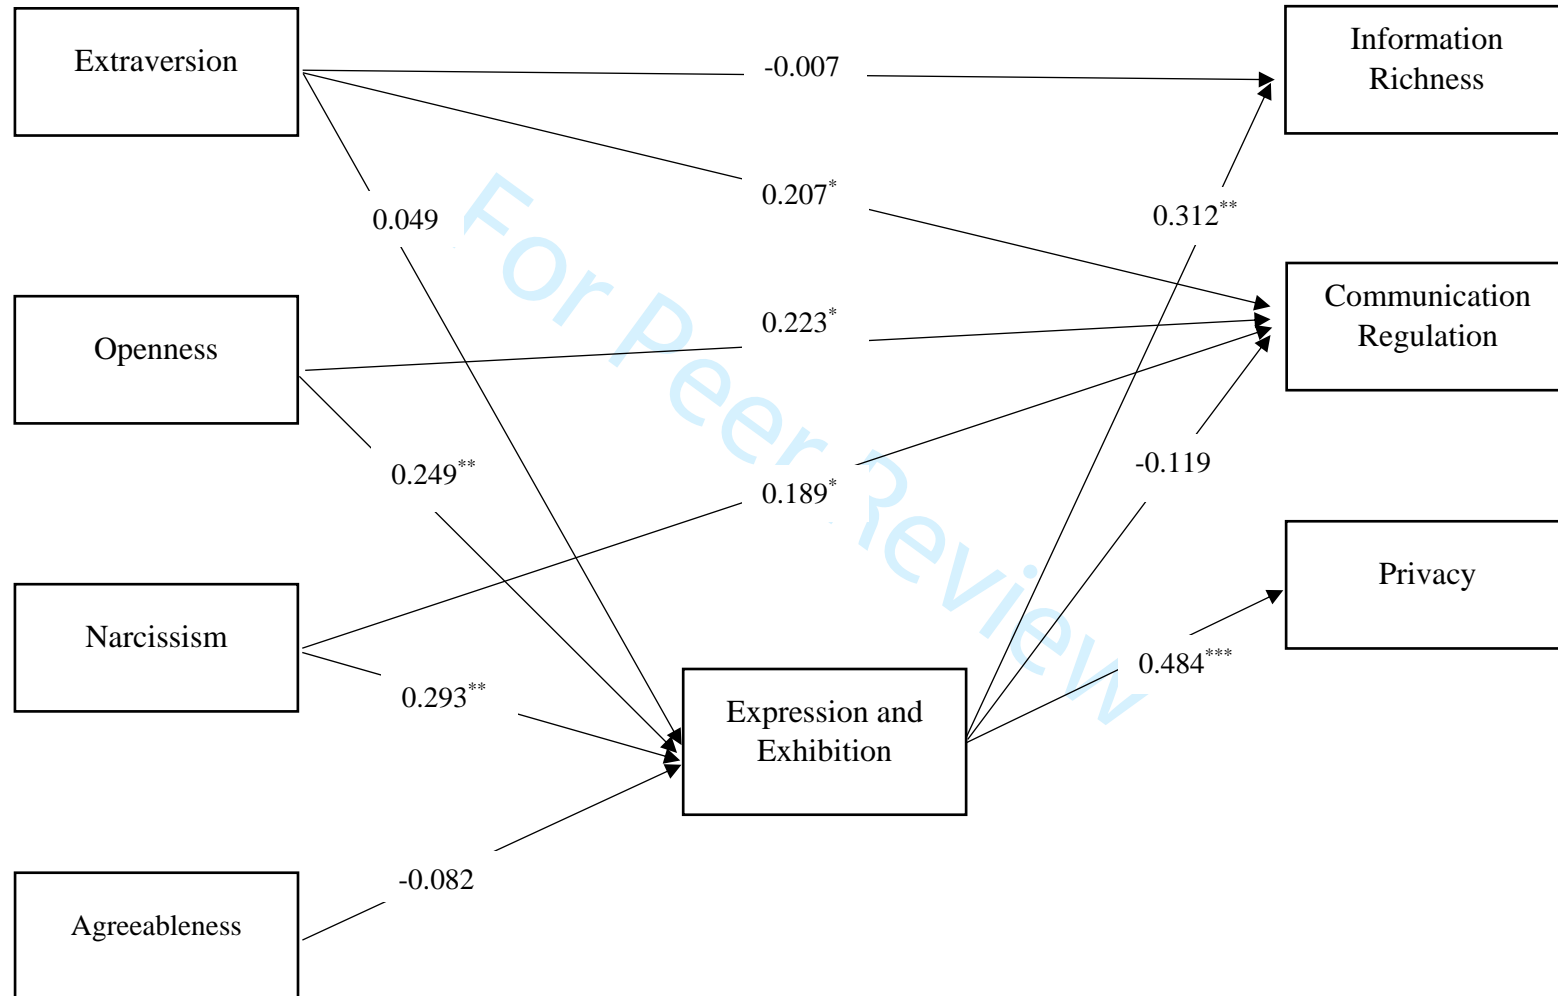 Extraversion
Information
Richness
-0.007
0.207*
0.049
0.312**
Openness
0.223*
Communication
Regulation
0.249**
0.189*
-0.119
Narcissism
Privacy
0.293**
0.484***
Expression and
Exhibition
-0.082
Agreeableness
For Peer Review